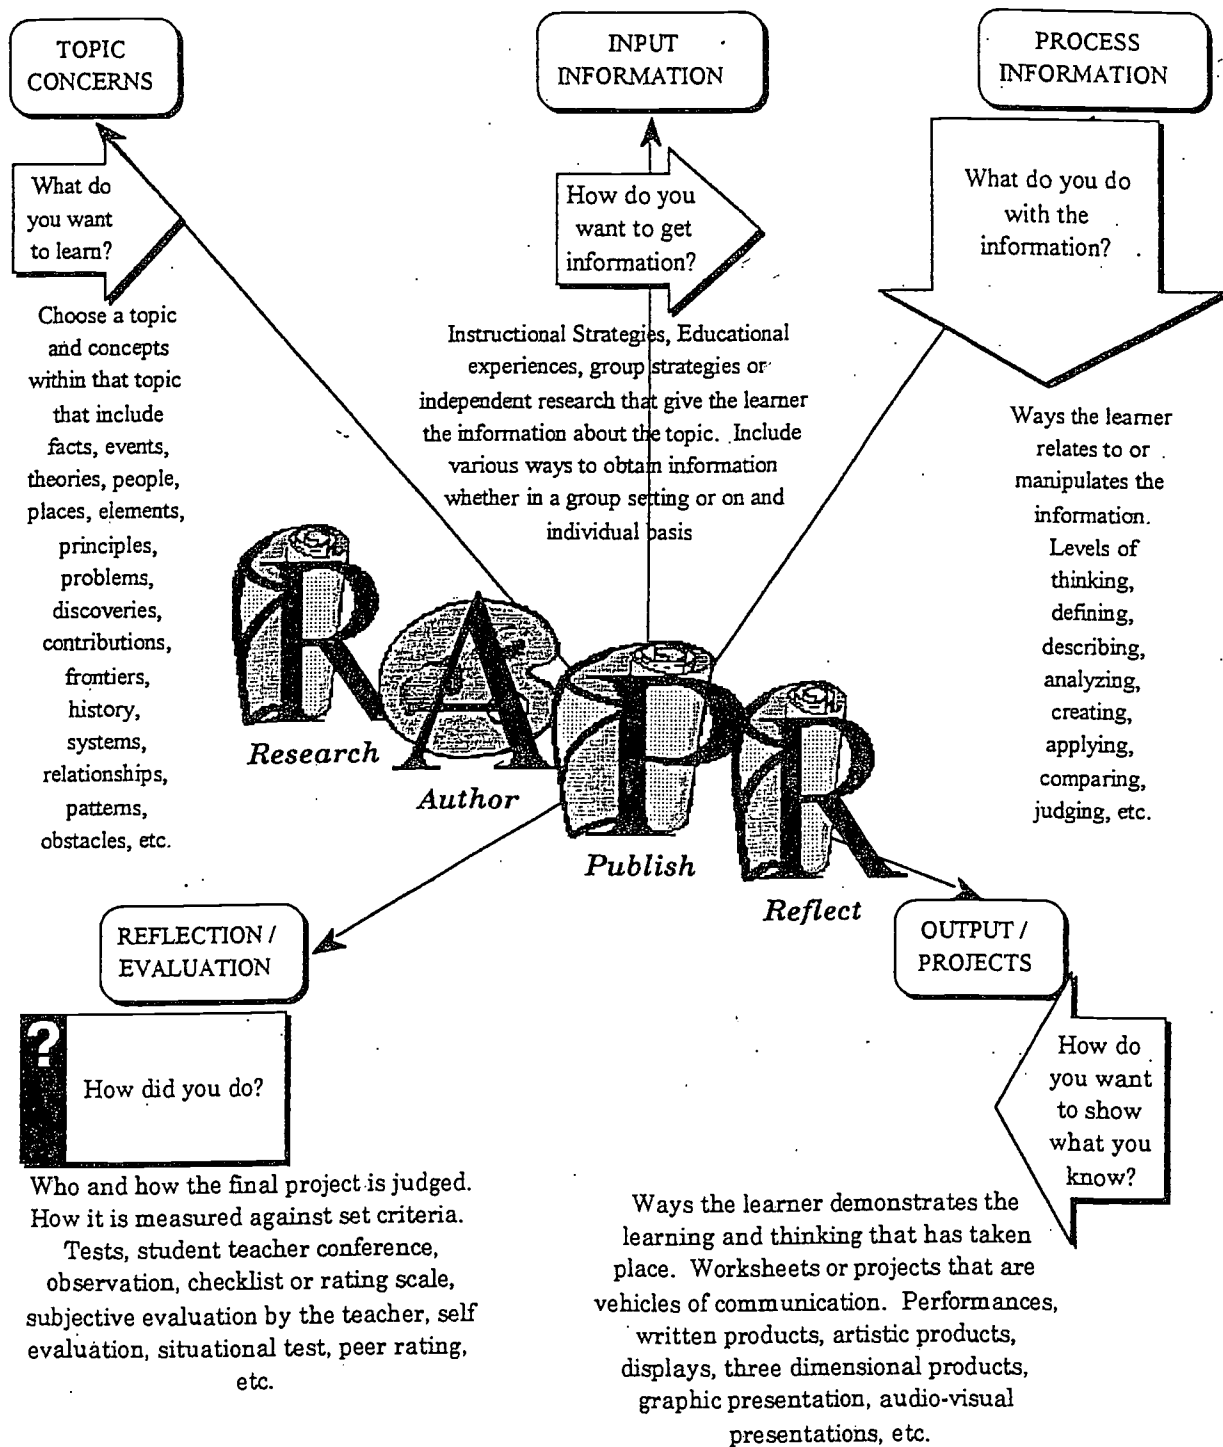 TOPIC
CONCERNS
What do
you want
to learn?
Choose a topic
and concepts
within that topic
that include
facts, events,
theories, people,
places, elements,
principles,
problems,
discoveries,
contributions,
frontiers,
history,
systems,
relationships,
patterns,
obstacles, etc.
INPUT
INFORMATION
How do you
want to get
information?
Instructional Strategies, Educational
experiences, group strategies or
independent research that give the learner
the information about the topic. Include
various ways to obtain information
whether in a group setting or on and
individual basis
PROCESS
INFORMATION
What do you do
with the
information?
Ways the learner
relates to or
manipulates the
information.
Levels of
thinking,
defining,
describing,
analyzing,
creating,
applying,
comparing,
judging, etc.
R A P R
Research
Author
Publish
Reflect
REFLECTION /
EVALUATION
?
How did you do?
Who and how the final project is judged.
How it is measured against set criteria.
Tests, student teacher conference,
observation, checklist or rating scale,
subjective evaluation by the teacher, self
evaluation, situational test, peer rating,
etc.
OUTPUT /
PROJECTS
How do
you want
to show
what you
know?
Ways the learner demonstrates the
learning and thinking that has taken
place. Worksheets or projects that are
vehicles of communication. Performances,
written products, artistic products,
displays, three dimensional products,
graphic presentation, audio-visual
presentations, etc.